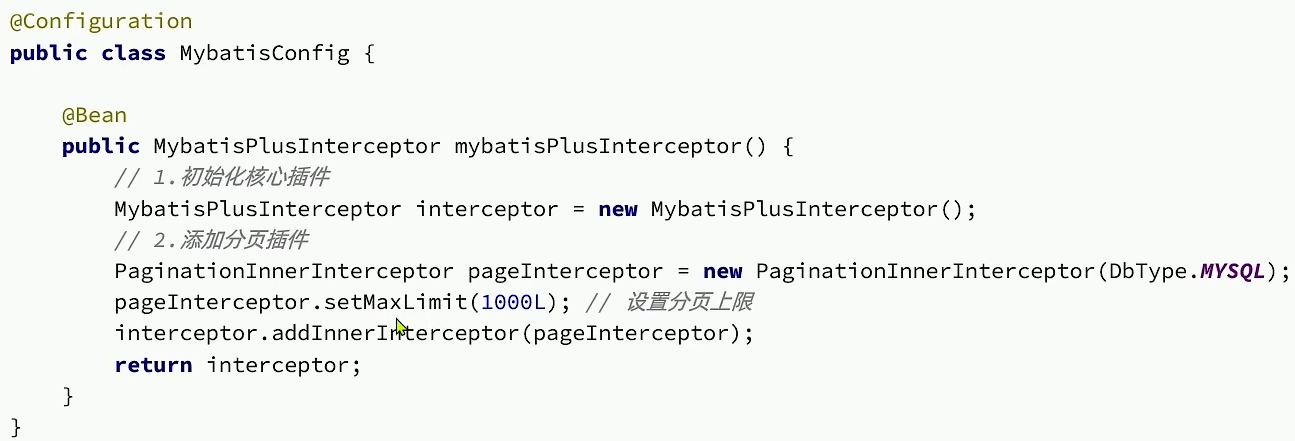 @Configuration
public class MybatisConfig {
@Bean
public MybatisPlusInterceptor mybatisPlusInterceptor() {
// 1.初始化核心插件
MybatisPlusInterceptor interceptor = new MybatisPlusInterceptor();
// 2.添加分页插件
PaginationInnerInterceptor pageInterceptor = new PaginationInnerInterceptor(DbType.MYSQL);
pageInterceptor.setMaxLimit(1000L); // 设置分页上限
interceptor.addInnerInterceptor(pageInterceptor);
return interceptor;
}
}